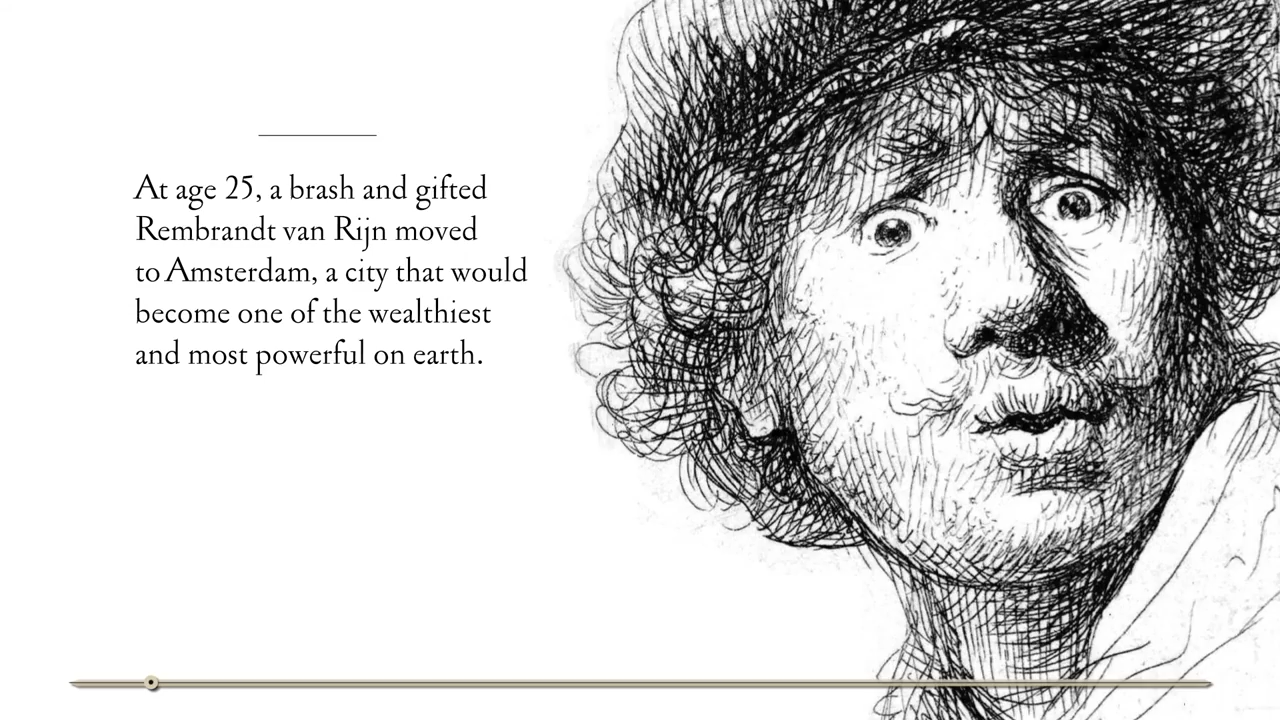 At age 25, a brash and gifted
Rembrandt van Rijn moved
to Amsterdam, a city that would
become one of the wealthiest
and most powerful on earth.